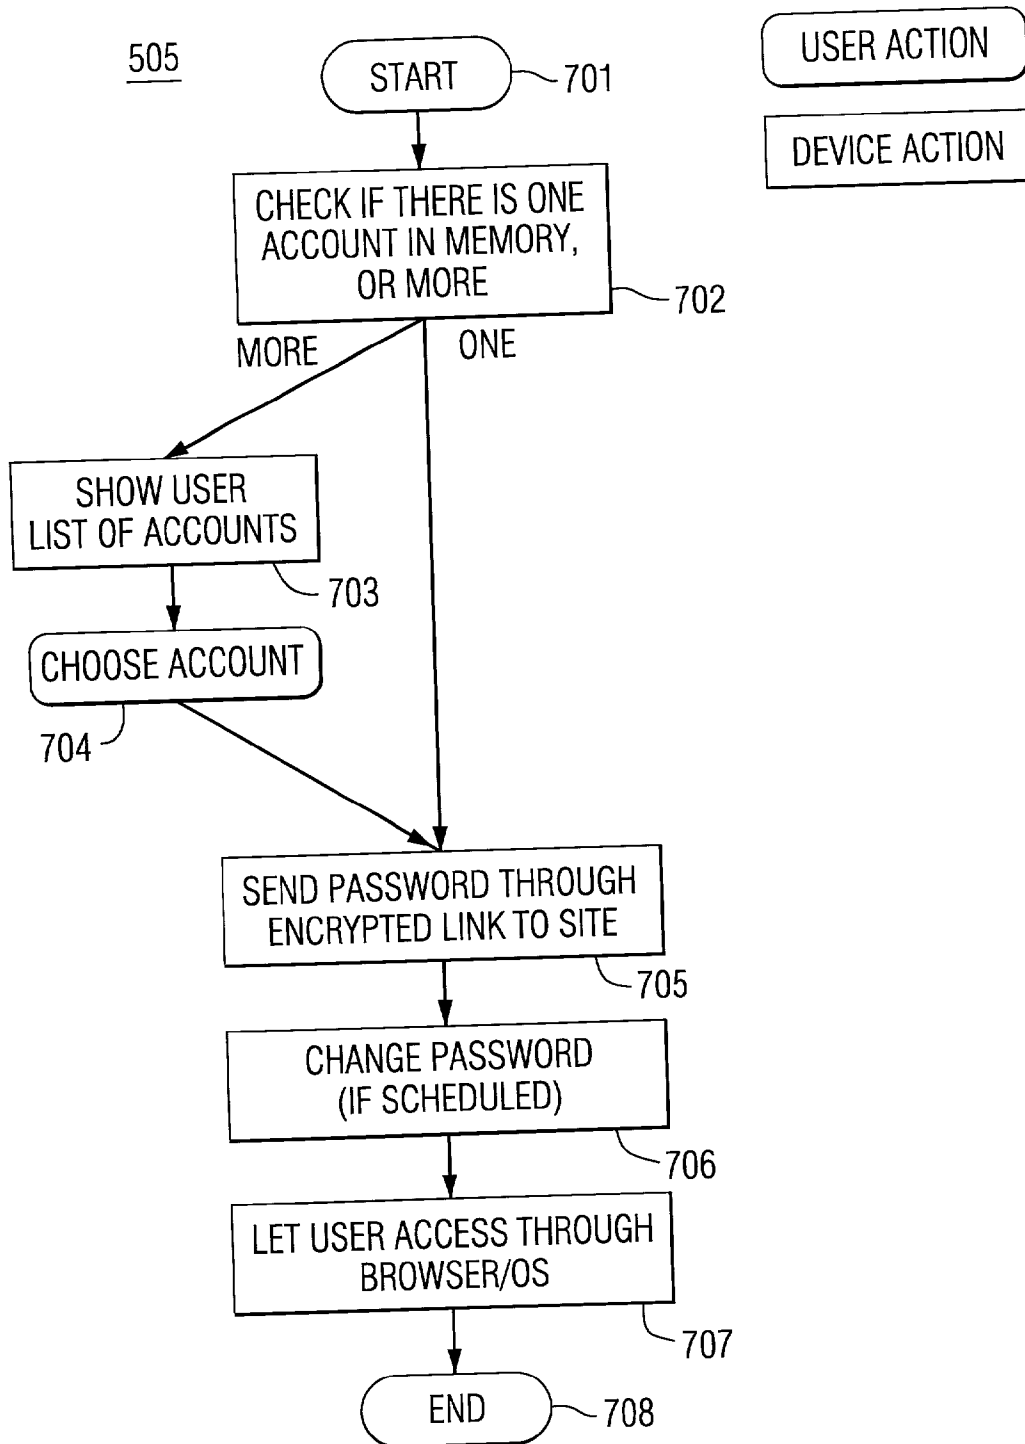 505
START
701
USER ACTION
DEVICE ACTION
CHECK IF THERE IS ONE
ACCOUNT IN MEMORY,
OR MORE
702
MORE
ONE
SHOW USER
LIST OF ACCOUNTS
703
CHOOSE ACCOUNT
704
SEND PASSWORD THROUGH
ENCRYPTED LINK TO SITE
705
CHANGE PASSWORD
(IF SCHEDULED)
706
LET USER ACCESS THROUGH
BROWSER/OS
707
END
708